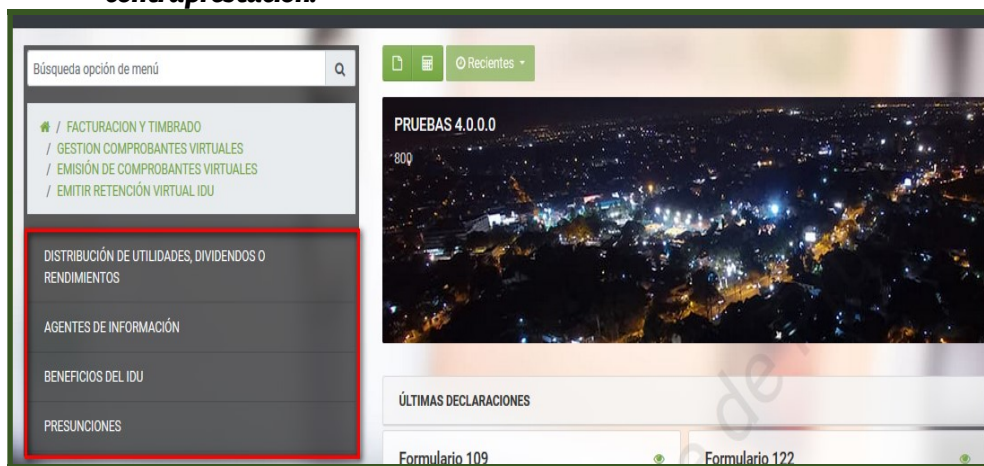 contraprestación.
Búsqueda opción de menú
/ FACTURACION Y TIMBRADO
/ GESTION COMPROBANTES VIRTUALES
/ EMISIÓN DE COMPROBANTES VIRTUALES
/ EMITIR RETENCIÓN VIRTUAL IDU
DISTRIBUCIÓN DE UTILIDADES, DIVIDENDOS O
RENDIMIENTOS
AGENTES DE INFORMACIÓN
BENEFICIOS DEL IDU
PRESUNCIONES
Recientes
PRUEBAS 4.0.0.0
800
ÚLTIMAS DECLARACIONES
Formulario 109
Formulario 122